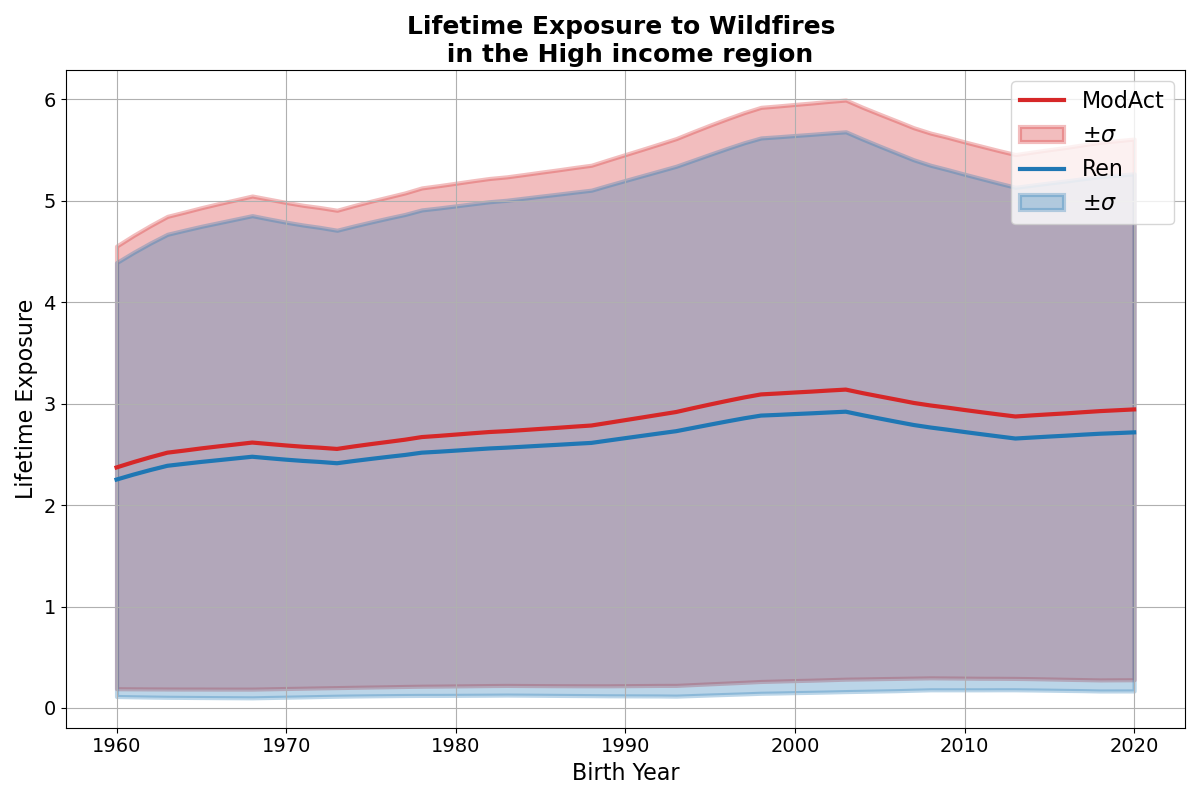 Lifetime Exposure to Wildfires
in the High income region
Lifetime Exposure
6
5
4
3
2
1
0
ModAct
±σ
Ren
±σ
1960 1970 1980 1990 2000 2010 2020
Birth Year